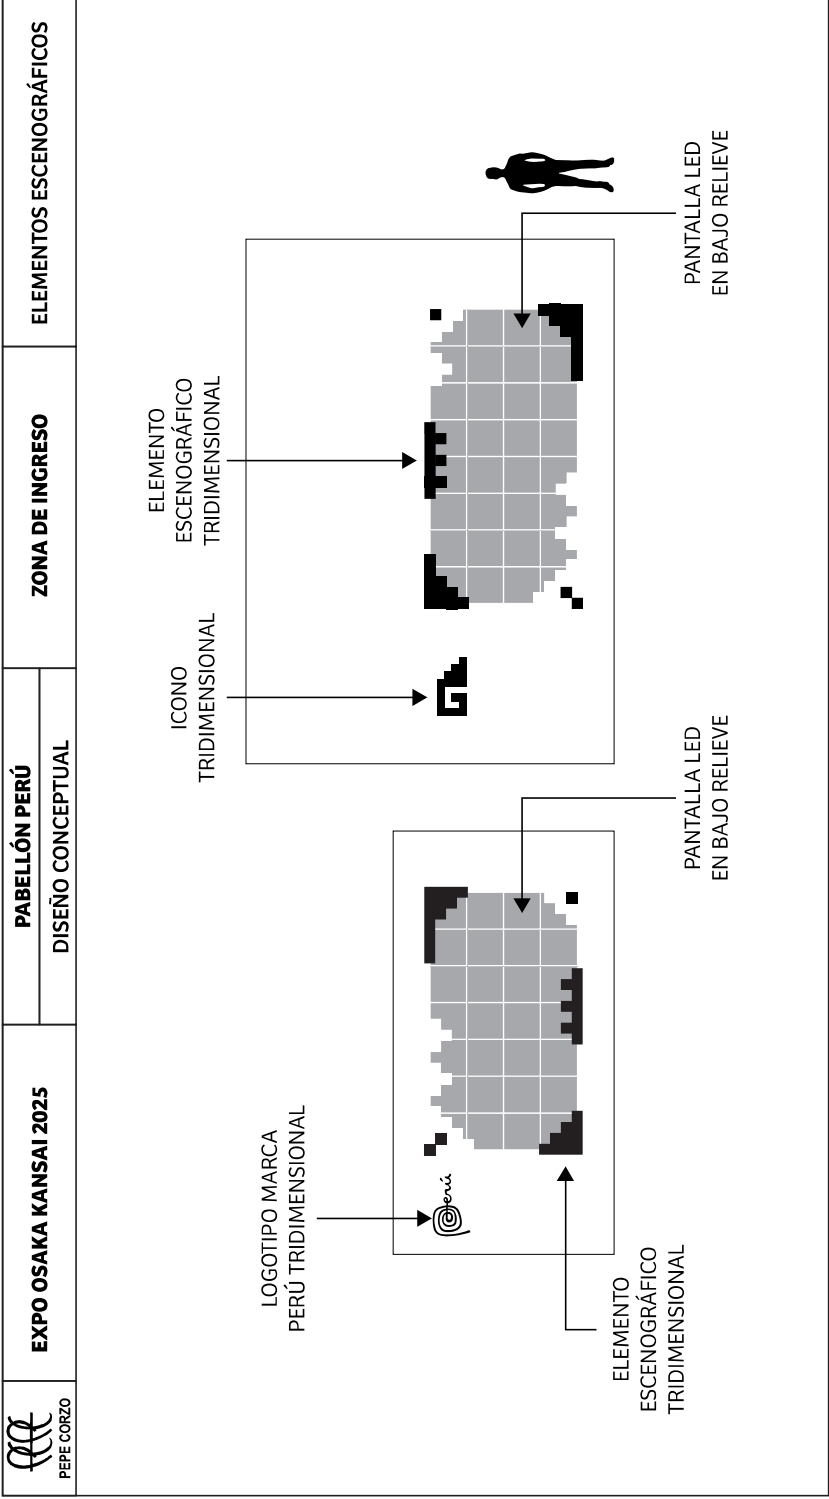 PEPE CORZO
EXPO OSAKA KANSAI 2025
PABELLÓN PERÚ
DISEÑO CONCEPTUAL
ZONA DE INGRESO
ELEMENTOS ESCENOGRÁFICOS
LOGOTIPO MARCA
PERÚ TRIDIMENSIONAL
ICONO
TRIDIMENSIONAL
ELEMENTO
ESCENOGRÁFICO
TRIDIMENSIONAL
Perú
ELEMENTO
ESCENOGRÁFICO
TRIDIMENSIONAL
PANTALLA LED
EN BAJO RELIEVE
PANTALLA LED
EN BAJO RELIEVE